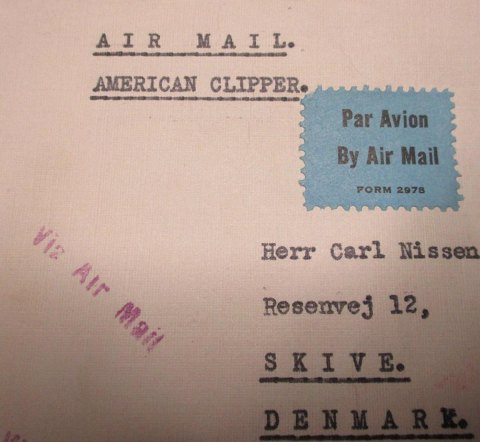 AIR MAIL.
AMERICAN CLIPPER.
Par Avion
By Air Mail
FORM 2978
Via Air Mail
Herr Carl Nissen
Resenvej 12,
SKIVE.
DENMARK.